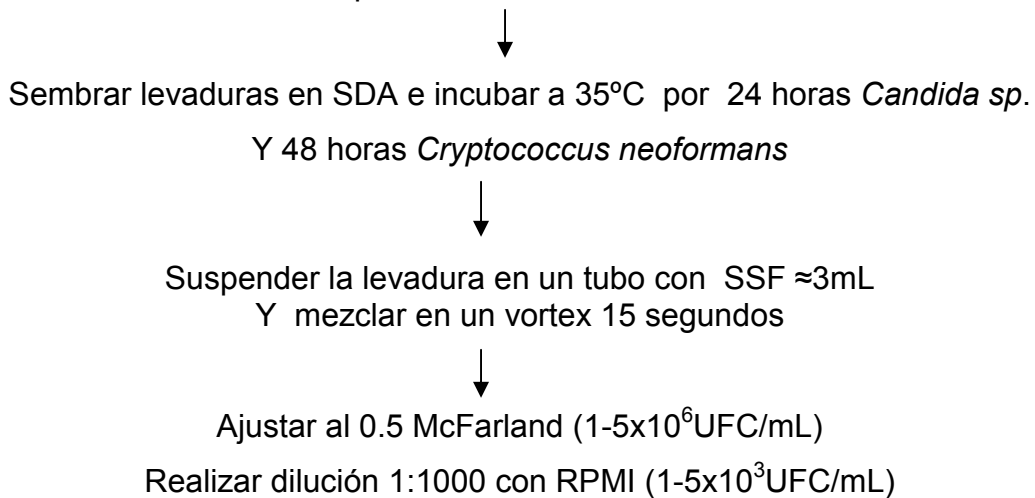 Sembrar levaduras en SDA e incubar a 35ºC por 24 horas Candida sp.
Y 48 horas Cryptococcus neoformans
Suspender la levadura en un tubo con SSF ≈3mL
Y mezclar en un vortex 15 segundos
Ajustar al 0.5 McFarland (1-5x10⁶UFC/mL)
Realizar dilución 1:1000 con RPMI (1-5x10³UFC/mL)